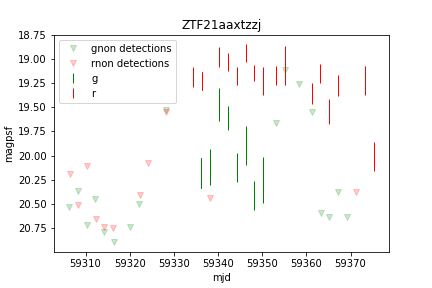 ZTF21aaxtzzj
18.75
19.00
19.25
19.50
19.75
20.00
20.25
20.50
20.75
magpsf
gnon detections
rnon detections
g
r
59310 59320 59330 59340 59350 59360 59370
mjd